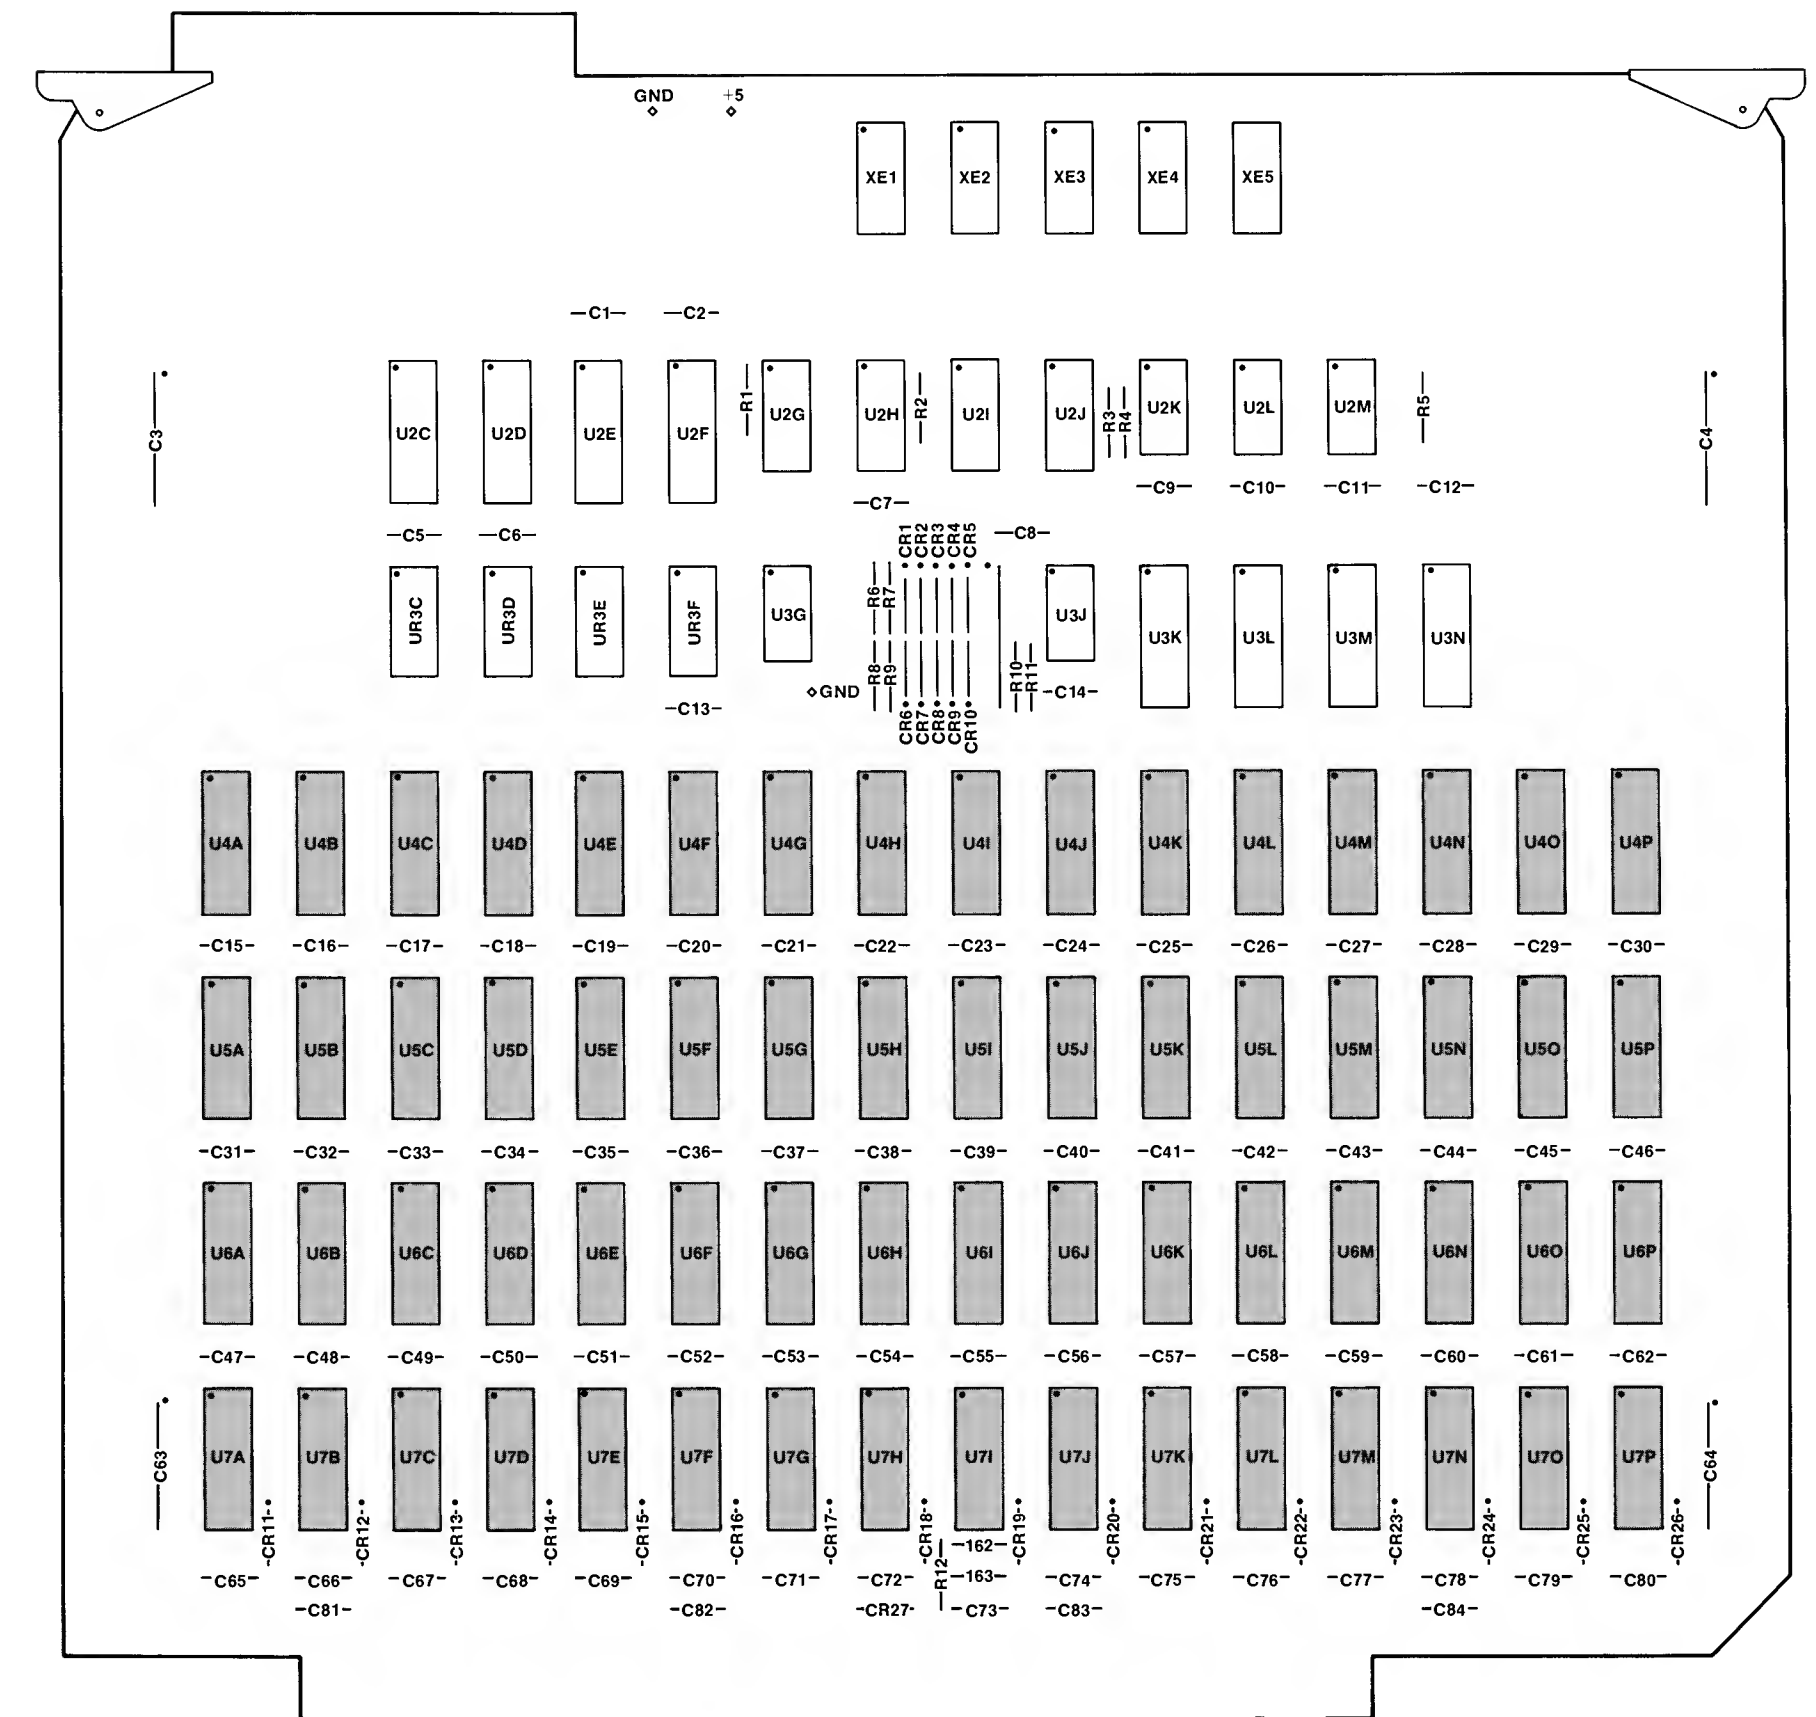 GND +5
XE1 XE2 XE3 XE4 XE5
C1 C2
C3 U2C U2D U2E U2F R1 U2G U2H R2 U2I U2J R3 R4 U2K U2L U2M R5 C4
C7 C9 C10 C11 C12
C5 C6 CR1 CR2 CR3 CR4 CR5 C8
UR3C UR3D UR3E UR3F U3G R6 R7 U3J U3K U3L U3M U3N
GND R8 R9 R10 R11 C14
C13 CR6 CR7 CR8 CR9 CR10
U4A U4B U4C U4D U4E U4F U4G U4H U4I U4J U4K U4L U4M U4N U4O U4P
C15 C16 C17 C18 C19 C20 C21 C22 C23 C24 C25 C26 C27 C28 C29 C30
U5A U5B U5C U5D U5E U5F U5G U5H U5I U5J U5K U5L U5M U5N U5O U5P
C31 C32 C33 C34 C35 C36 C37 C38 C39 C40 C41 C42 C43 C44 C45 C46
U6A U6B U6C U6D U6E U6F U6G U6H U6I U6J U6K U6L U6M U6N U6O U6P
C47 C48 C49 C50 C51 C52 C53 C54 C55 C56 C57 C58 C59 C60 C61 C62
C63 U7A U7B U7C U7D U7E U7F U7G U7H U7I U7J U7K U7L U7M U7N U7O U7P C64
CR11 CR12 CR13 CR14 CR15 CR16 CR17 CR18 CR19 CR20 CR21 CR22 CR23 CR24 CR25 CR26
162
C65 C66 C67 C68 C69 C70 C71 C72 R12 163 C74 C75 C76 C77 C78 C79 C80
C81 C82 CR27 C73 C83 C84